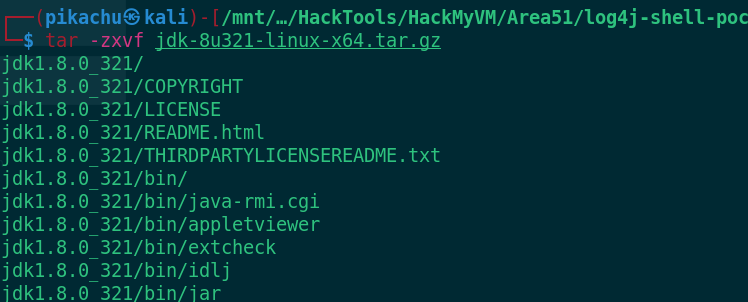 ┌──(pikachu㉿kali)-[/mnt/…/HackTools/HackMyVM/Area51/log4j-shell-poc
└─$ tar -zxvf jdk-8u321-linux-x64.tar.gz
jdk1.8.0_321/
jdk1.8.0_321/COPYRIGHT
jdk1.8.0_321/LICENSE
jdk1.8.0_321/README.html
jdk1.8.0_321/THIRDPARTYLICENSEREADME.txt
jdk1.8.0_321/bin/
jdk1.8.0_321/bin/java-rmi.cgi
jdk1.8.0_321/bin/appletviewer
jdk1.8.0_321/bin/extcheck
jdk1.8.0_321/bin/idlj
jdk1.8.0_321/bin/jar